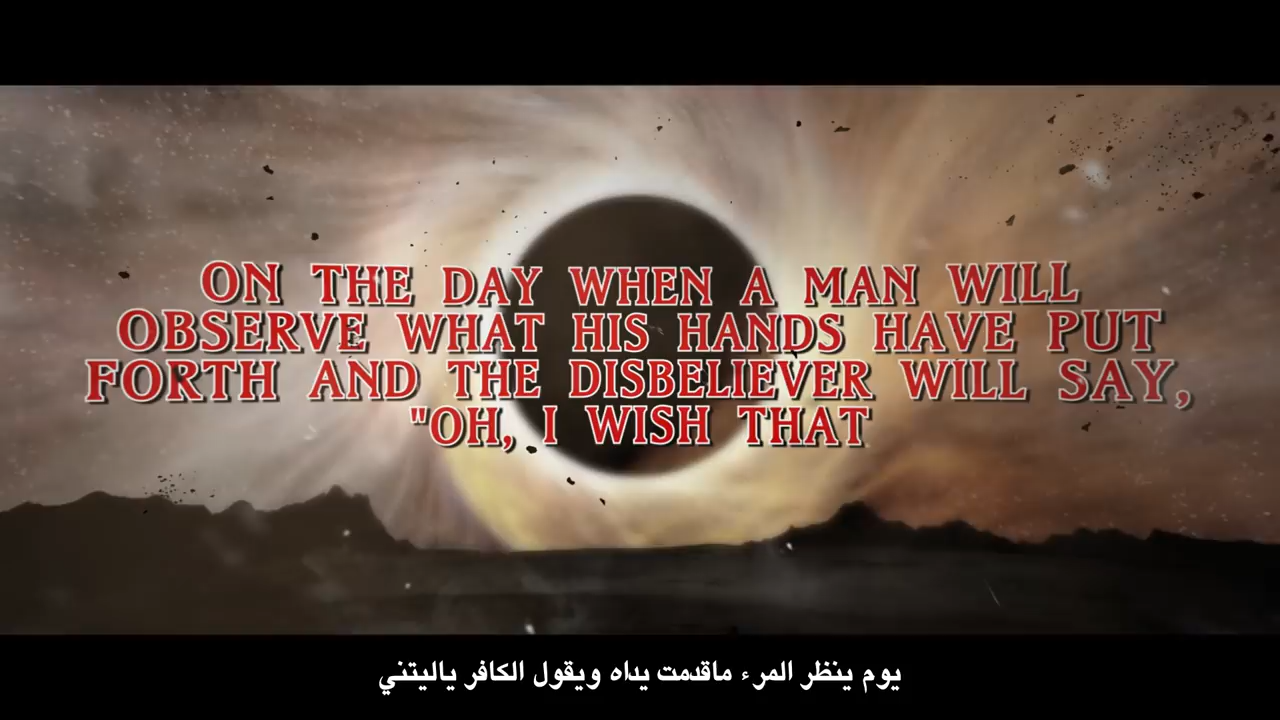 ON THE DAY WHEN A MAN WILL
OBSERVE WHAT HIS HANDS HAVE PUT
FORTH AND THE DISBELIEVER WILL SAY,
"OH, I WISH THAT
يوم ينظر المرء ماقدمت يداه ويقول الكافر ياليتني